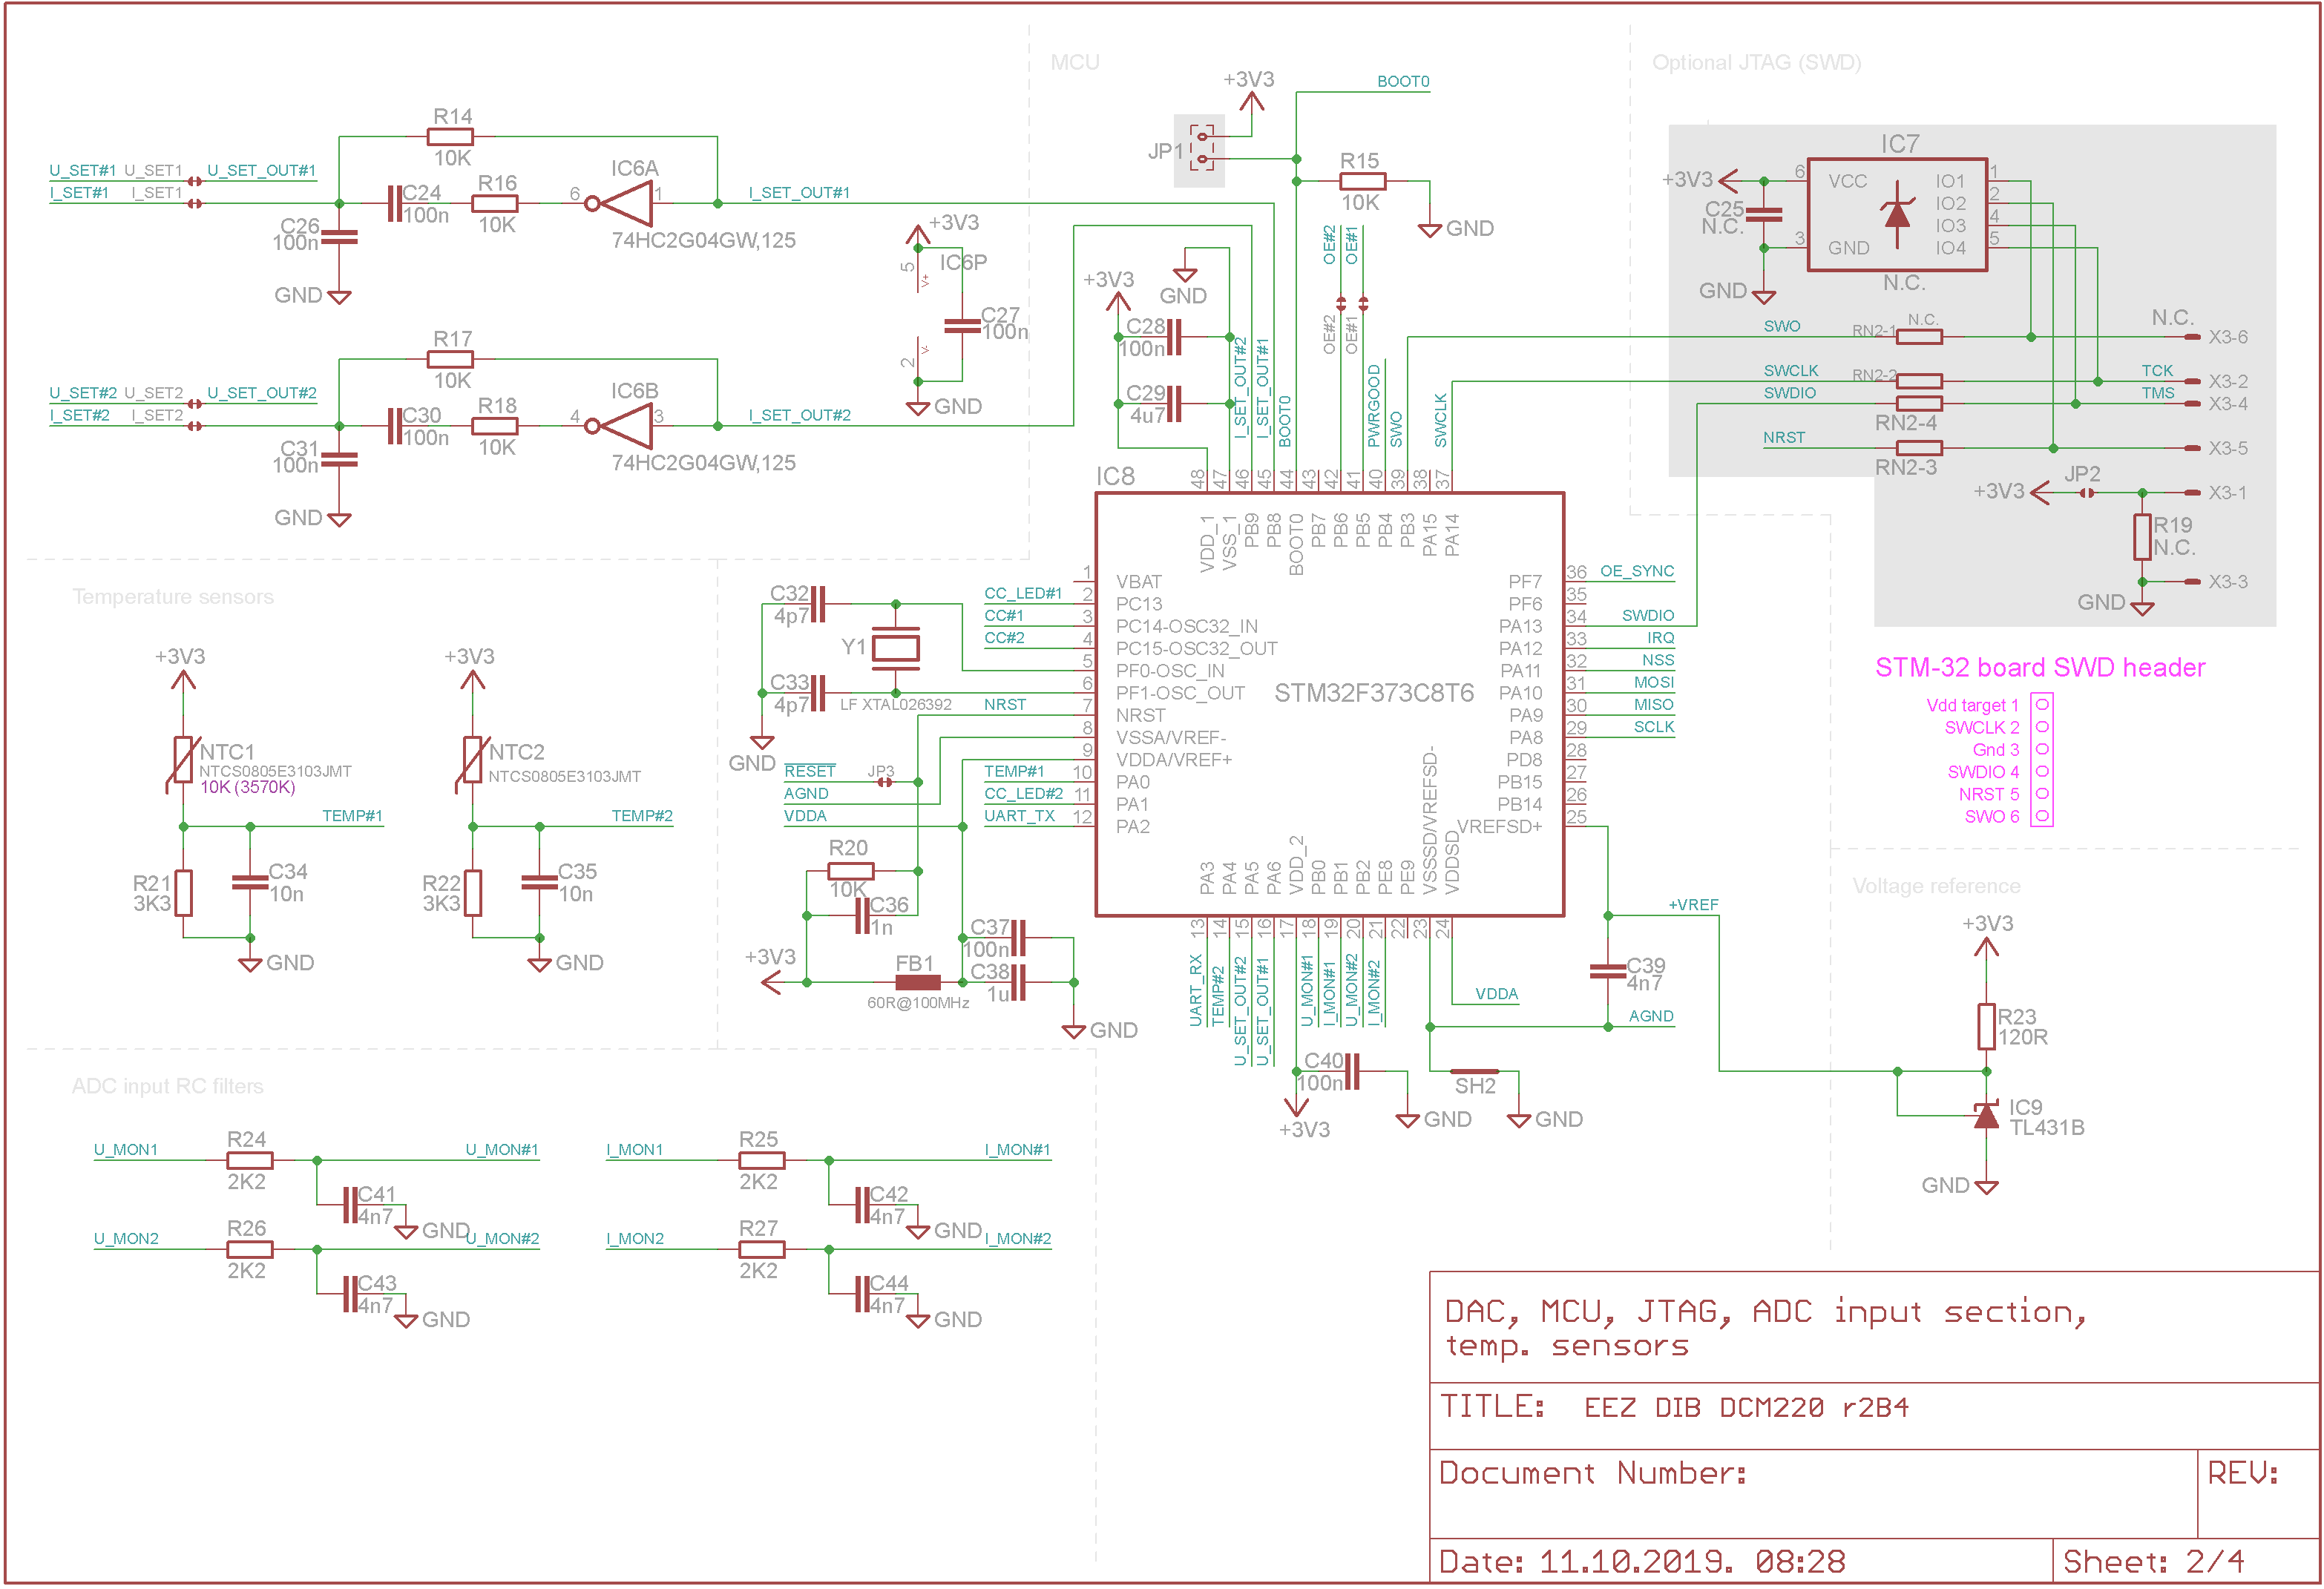 MCU
Optional JTAG (SWD)
+3V3
BOOT0
JP1
R15
10K
GND
R14
10K
U_SET#1 U_SET1 U_SET_OUT#1
I_SET#1 I_SET1
C24
100n
R16
10K
IC6A
6
1
74HC2G04GW,125
I_SET_OUT#1
C26
100n
GND
+3V3
5
V+
IC6P
C27
100n
2
V-
GND
R17
10K
U_SET#2 U_SET2 U_SET_OUT#2
I_SET#2 I_SET2
C30
100n
R18
10K
IC6B
4
3
74HC2G04GW,125
I_SET_OUT#2
C31
100n
GND
+3V3
GND
C28
100n
C29
4u7
I_SET_OUT#2
I_SET_OUT#1
BOOT0
OE#2
OE#1
OE#2
OE#1
PWRGOOD
SWO
SWCLK
IC7
+3V3
6
VCC
IO1
1
IO2
2
C25
N.C.
IO3
4
3
GND
IO4
5
N.C.
GND
SWO
RN2-1
N.C.
N.C.
X3-6
SWCLK
RN2-2
TCK
X3-2
SWDIO
TMS
X3-4
RN2-4
NRST
X3-5
RN2-3
JP2
+3V3
X3-1
R19
N.C.
X3-3
GND
IC8
48 47 46 45 44 43 42 41 40 39 38 37
VDD_1
VSS_1
PB9
PB8
BOOT0
PB7
PB6
PB5
PB4
PB3
PA15
PA14
1 VBAT
CC_LED#1 2 PC13
CC#1 3 PC14-OSC32_IN
CC#2 4 PC15-OSC32_OUT
5 PF0-OSC_IN
6 PF1-OSC_OUT
NRST 7 NRST
8 VSSA/VREF-
9 VDDA/VREF+
TEMP#1 10 PA0
CC_LED#2 11 PA1
UART_TX 12 PA2
STM32F373C8T6
PF7 36 OE_SYNC
PF6 35
PA13 34 SWDIO
PA12 33 IRQ
PA11 32 NSS
PA10 31 MOSI
PA9 30 MISO
PA8 29 SCLK
PD8 28
PB15 27
PB14 26
VREFSD+ 25
PA3
PA4
PA5
PA6
VDD_2
PB0
PB1
PB2
PE8
PE9
VSSSD/VREFSD-
VDDSD
13 14 15 16 17 18 19 20 21 22 23 24
UART_RX
TEMP#2
U_SET_OUT#2
U_SET_OUT#1
U_MON#1
I_MON#1
U_MON#2
I_MON#2
C32
4p7
Y1
C33
4p7
LF XTAL026392
GND
RESET
JP3
AGND
VDDA
R20
10K
C36
1n
+3V3
FB1
60R@100MHz
C37
100n
C38
1u
GND
C40
100n
+3V3
GND
VDDA
AGND
SH2
GND
+VREF
C39
4n7
STM-32 board SWD header
Vdd target 1
SWCLK 2
Gnd 3
SWDIO 4
NRST 5
SWO 6
Voltage reference
+3V3
R23
120R
IC9
TL431B
GND
Temperature sensors
+3V3
NTC1
NTCS0805E3103JMT
10K (3570K)
TEMP#1
R21
3K3
C34
10n
GND
+3V3
NTC2
NTCS0805E3103JMT
TEMP#2
R22
3K3
C35
10n
GND
ADC input RC filters
U_MON1
R24
2K2
U_MON#1
C41
4n7
GND
I_MON1
R25
2K2
I_MON#1
C42
4n7
GND
U_MON2
R26
2K2
U_MON#2
C43
4n7
GND
I_MON2
R27
2K2
I_MON#2
C44
4n7
GND
DAC, MCU, JTAG, ADC input section,
temp. sensors
TITLE: EEZ DIB DCM220 r2B4
Document Number:
REV:
Date: 11.10.2019. 08:28
Sheet: 2/4